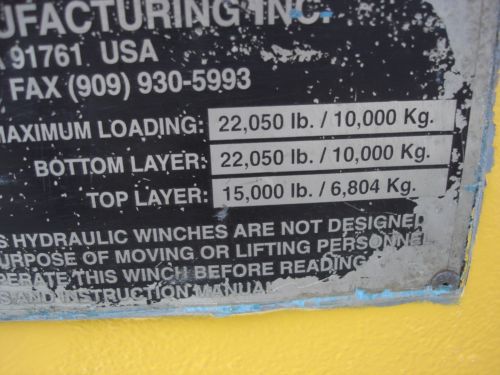 UFACTURING INC.
A 91761 USA
FAX (909) 930-5993
MAXIMUM LOADING: 22,050 lb. / 10,000 Kg.
BOTTOM LAYER: 22,050 lb. / 10,000 Kg.
TOP LAYER: 15,000 lb. / 6,804 Kg.
S HYDRAULIC WINCHES ARE NOT DESIGNED
URPOSE OF MOVING OR LIFTING PERSONNEL
PERATE THIS WINCH BEFORE READING
S AND INSTRUCTION MANUAL